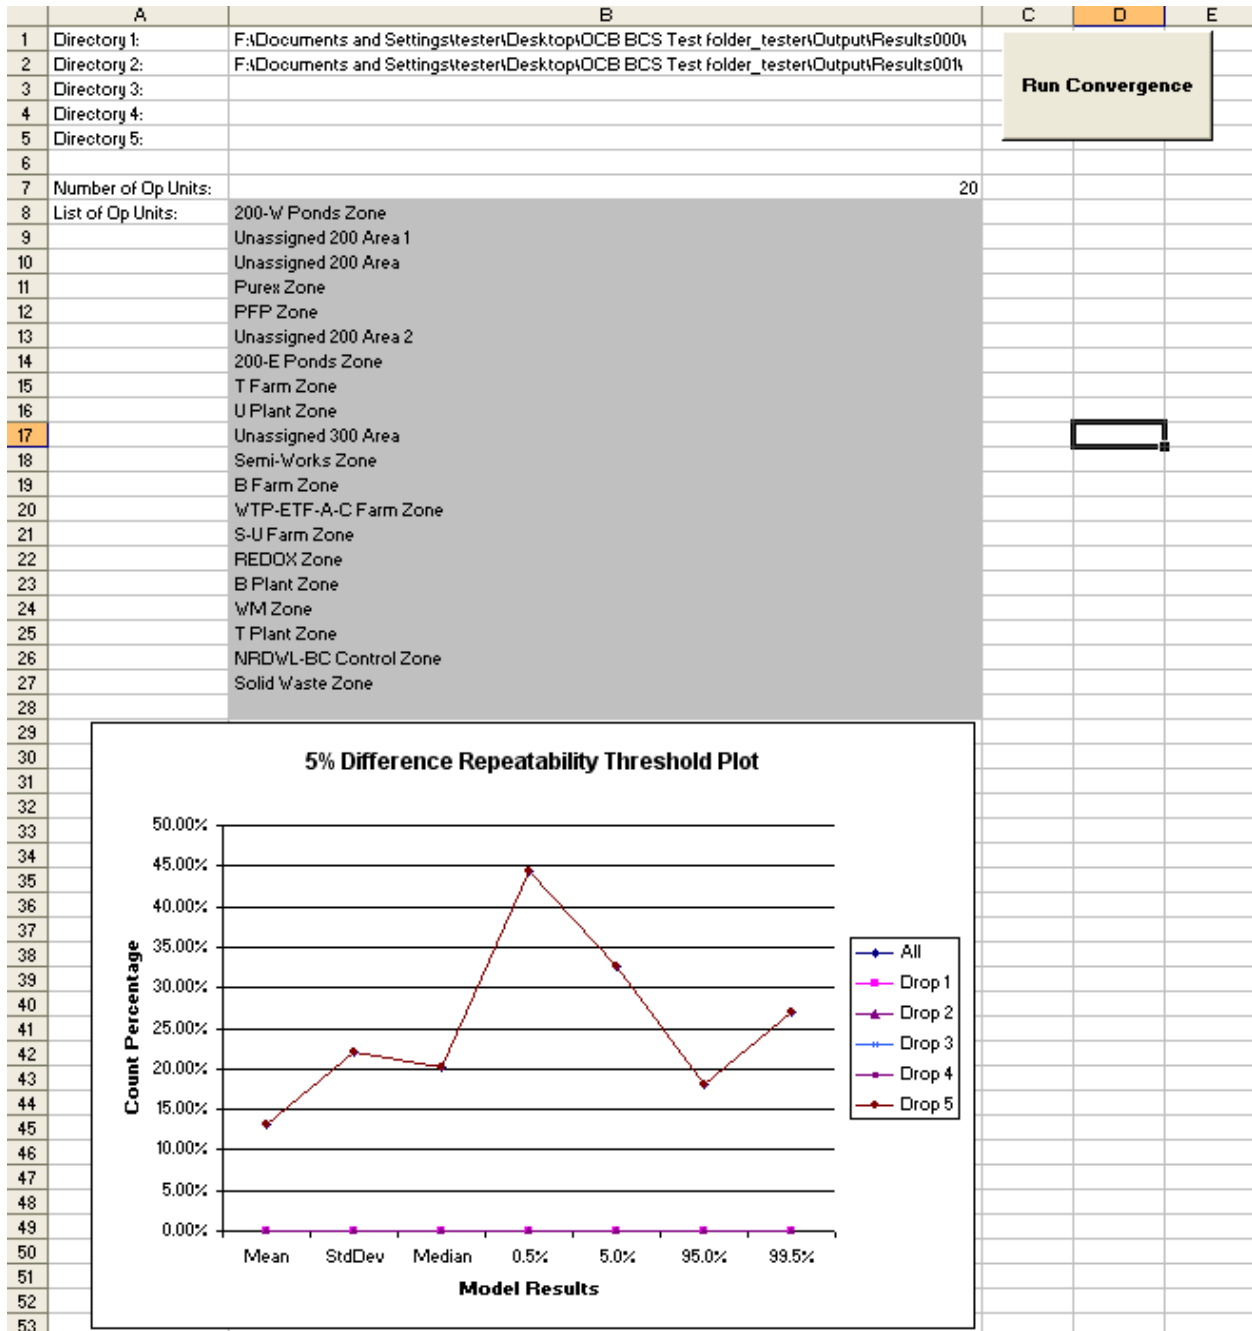 A B C D E
1 Directory 1: F:\Documents and Settings\tester\Desktop\OCB BCS Test folder_tester\Output\Results000\
2 Directory 2: F:\Documents and Settings\tester\Desktop\OCB BCS Test folder_tester\Output\Results001\
Run Convergence
3 Directory 3:
4 Directory 4:
5 Directory 5:
6
7 Number of Op Units: 20
8 List of Op Units: 200-W Ponds Zone
9 Unassigned 200 Area 1
10 Unassigned 200 Area
11 Purex Zone
12 PFP Zone
13 Unassigned 200 Area 2
14 200-E Ponds Zone
15 T Farm Zone
16 U Plant Zone
17 Unassigned 300 Area
18 Semi-Works Zone
19 B Farm Zone
20 WTP-ETF-A-C Farm Zone
21 S-U Farm Zone
22 REDOX Zone
23 B Plant Zone
24 WM Zone
25 T Plant Zone
26 NRDWL-BC Control Zone
27 Solid Waste Zone
28
29
30
31
32
33
34
35
36
37
38
39
40
41
42
43
44
45
46
47
48
49
50
51
52
53
5% Difference Repeatability Threshold Plot
Count Percentage
50.00%
45.00%
40.00%
35.00%
30.00%
25.00%
20.00%
15.00%
10.00%
5.00%
0.00%
Mean StdDev Median 0.5% 5.0% 95.0% 99.5%
Model Results
All
Drop 1
Drop 2
Drop 3
Drop 4
Drop 5